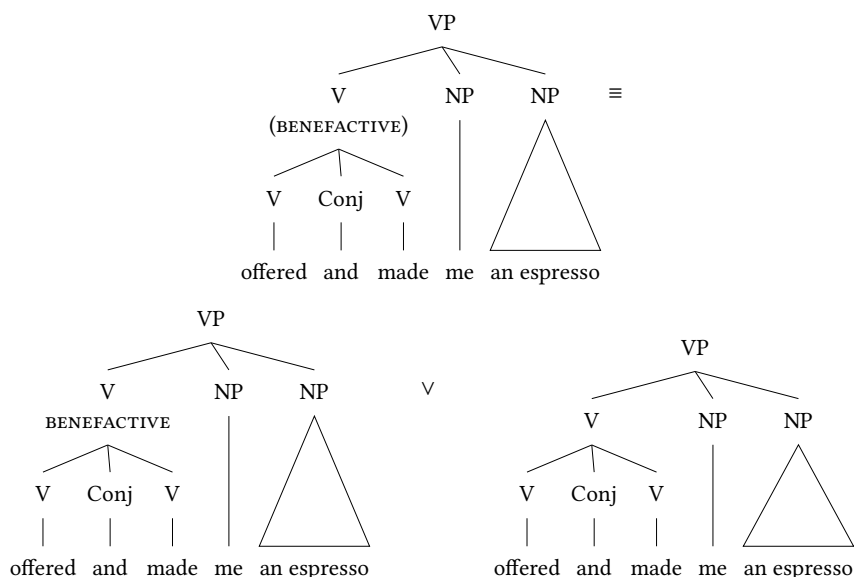 VP
V NP NP ≡
(BENEFACTIVE)
V Conj V
offered and made me an espresso
VP
V NP NP ∨
BENEFACTIVE
V Conj V
offered and made me an espresso
VP
V NP NP
V Conj V
offered and made me an espresso